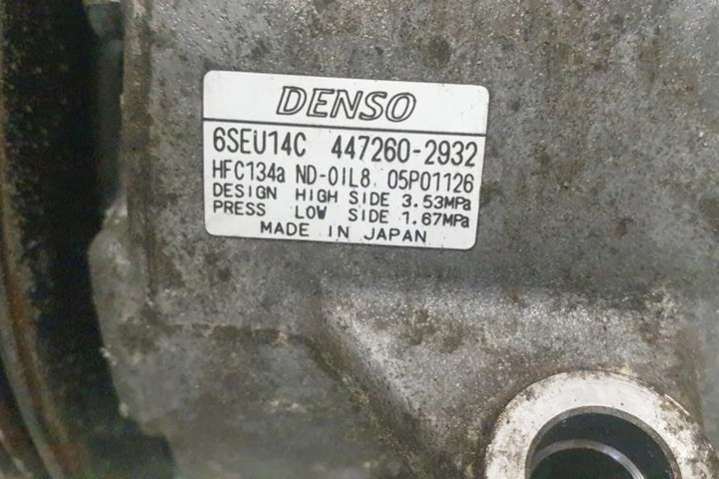 DENSO
6SEU14C 447260-2932
HFC134a ND-OIL8. 05P01126
DESIGN HIGH SIDE 3.53MPa
PRESS LOW SIDE 1.67MPa
MADE IN JAPAN